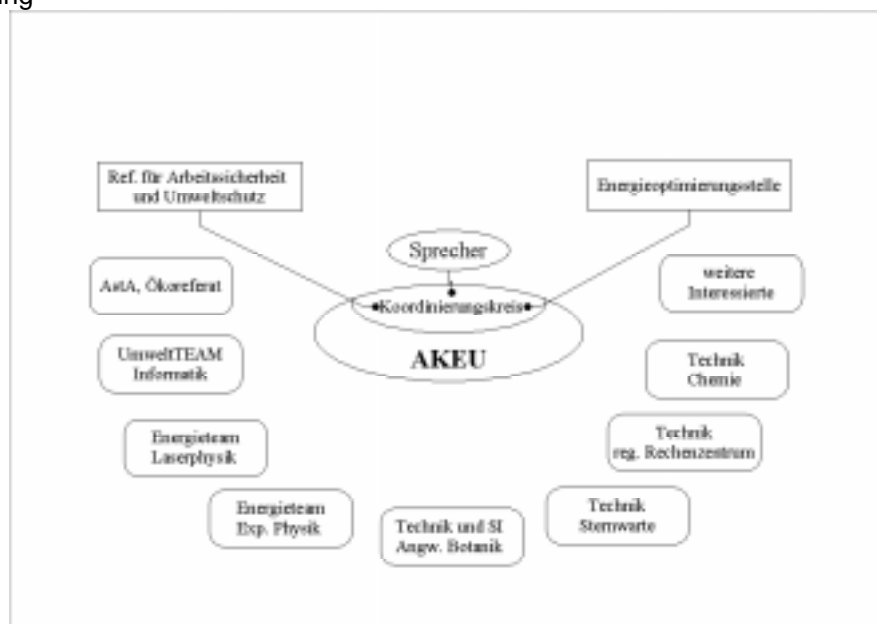 Ref. für Arbeitssicherheit
und Umweltschutz
Energieoptimierungsstelle
Sprecher
AstA, Ökoreferat
weitere
Interessierte
Koordinierungskreis
AKEU
UmweltTEAM
Informatik
Technik
Chemie
Energieteam
Laserphysik
Technik
reg. Rechenzentrum
Energieteam
Exp. Physik
Technik und SI
Angw. Botanik
Technik
Sternwarte